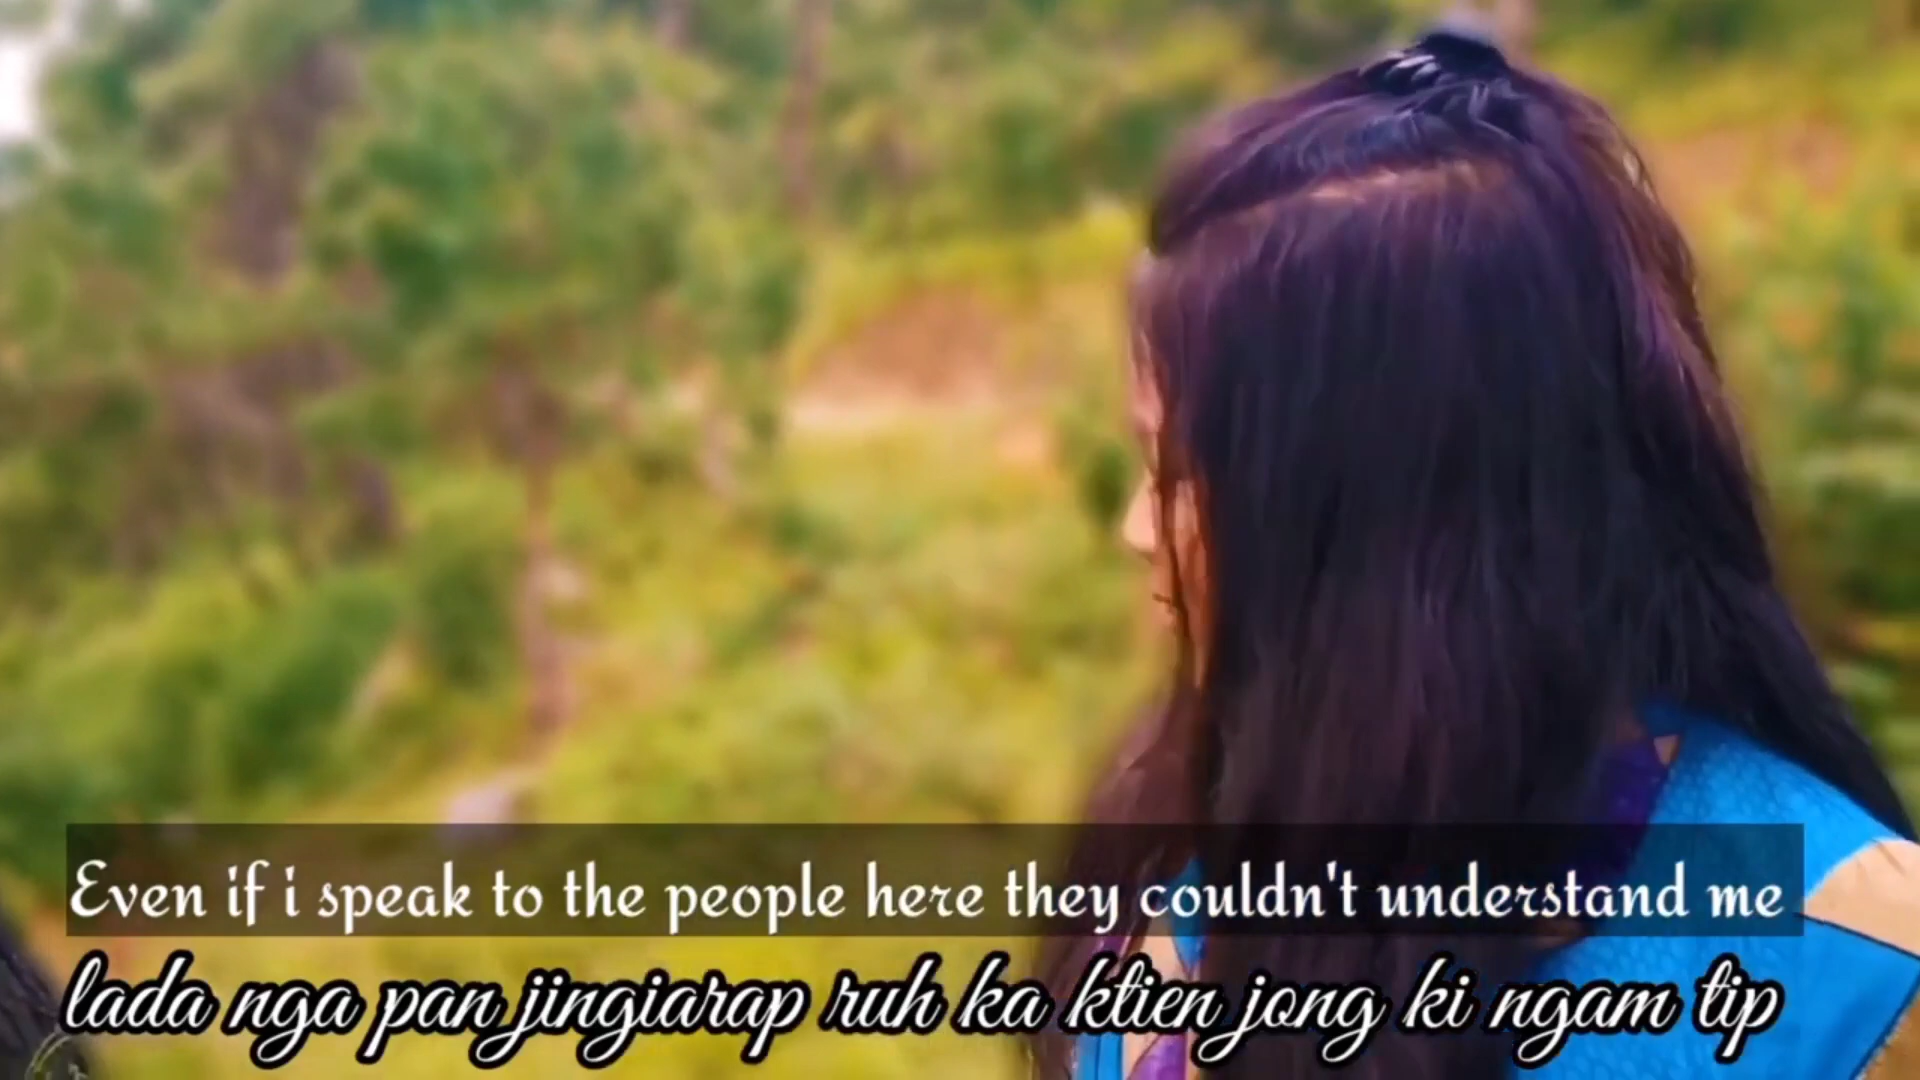 Even if i speak to the people here they couldn't understand me
lada nga pan jingiarap ruh ka ktien jong ki ngam tip